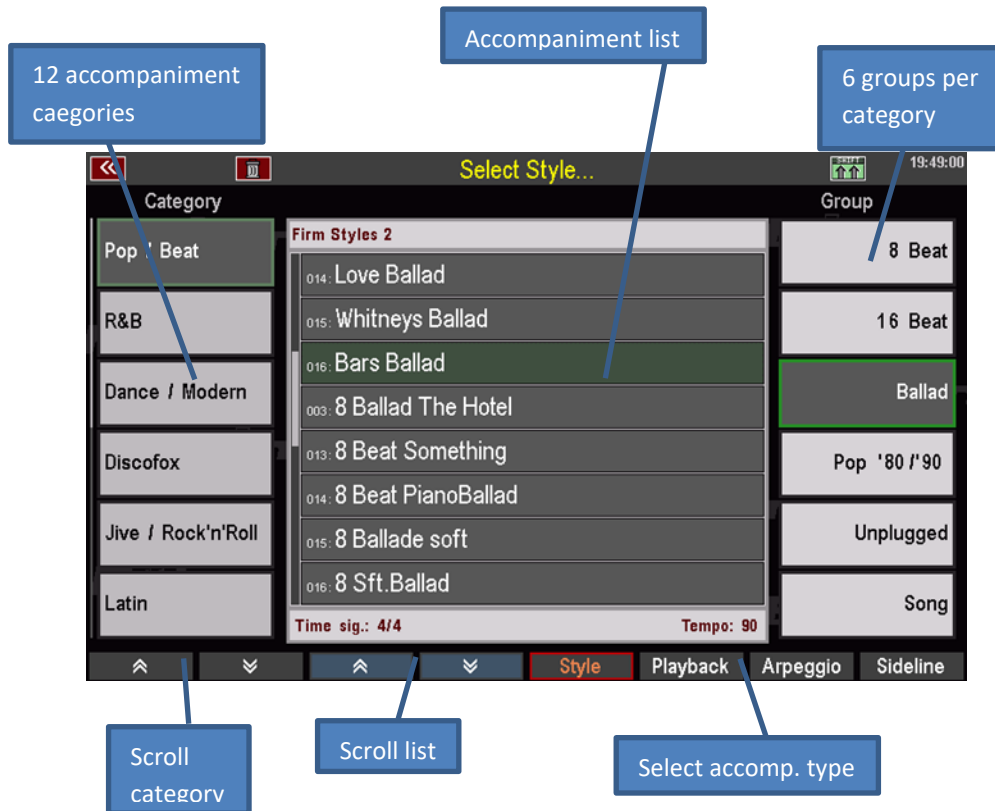 Accompaniment list
12 accompaniment
caegories
6 groups per
category
Select Style...
SHIFT
19:49:00
Category
Group
Pop / Beat
R&B
Dance / Modern
Discofox
Jive / Rock'n'Roll
Latin
Firm Styles 2
014: Love Ballad
015: Whitneys Ballad
016: Bars Ballad
003: 8 Ballad The Hotel
013: 8 Beat Something
014: 8 Beat PianoBallad
015: 8 Ballade soft
016: 8 Sft.Ballad
Time sig.: 4/4 Tempo: 90
8 Beat
16 Beat
Ballad
Pop '80 /'90
Unplugged
Song
Style Playback Arpeggio Sideline
Scroll
category
Scroll list
Select accomp. type